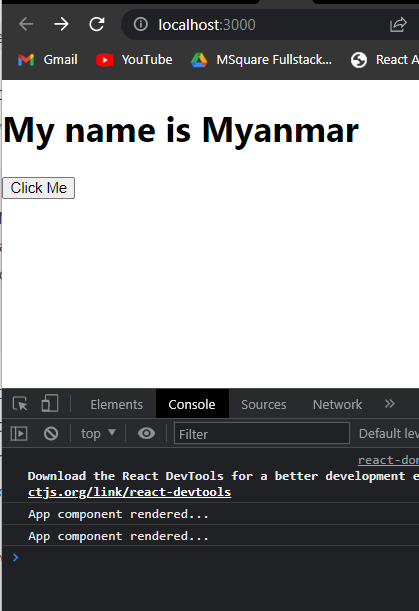 localhost:3000
Gmail YouTube MSquare Fullstack... React A
My name is Myanmar
Click Me
Elements Console Sources Network
top Filter Default lev
react-dor
Download the React DevTools for a better development e
ctjs.org/link/react-devtools
App component rendered...
App component rendered...